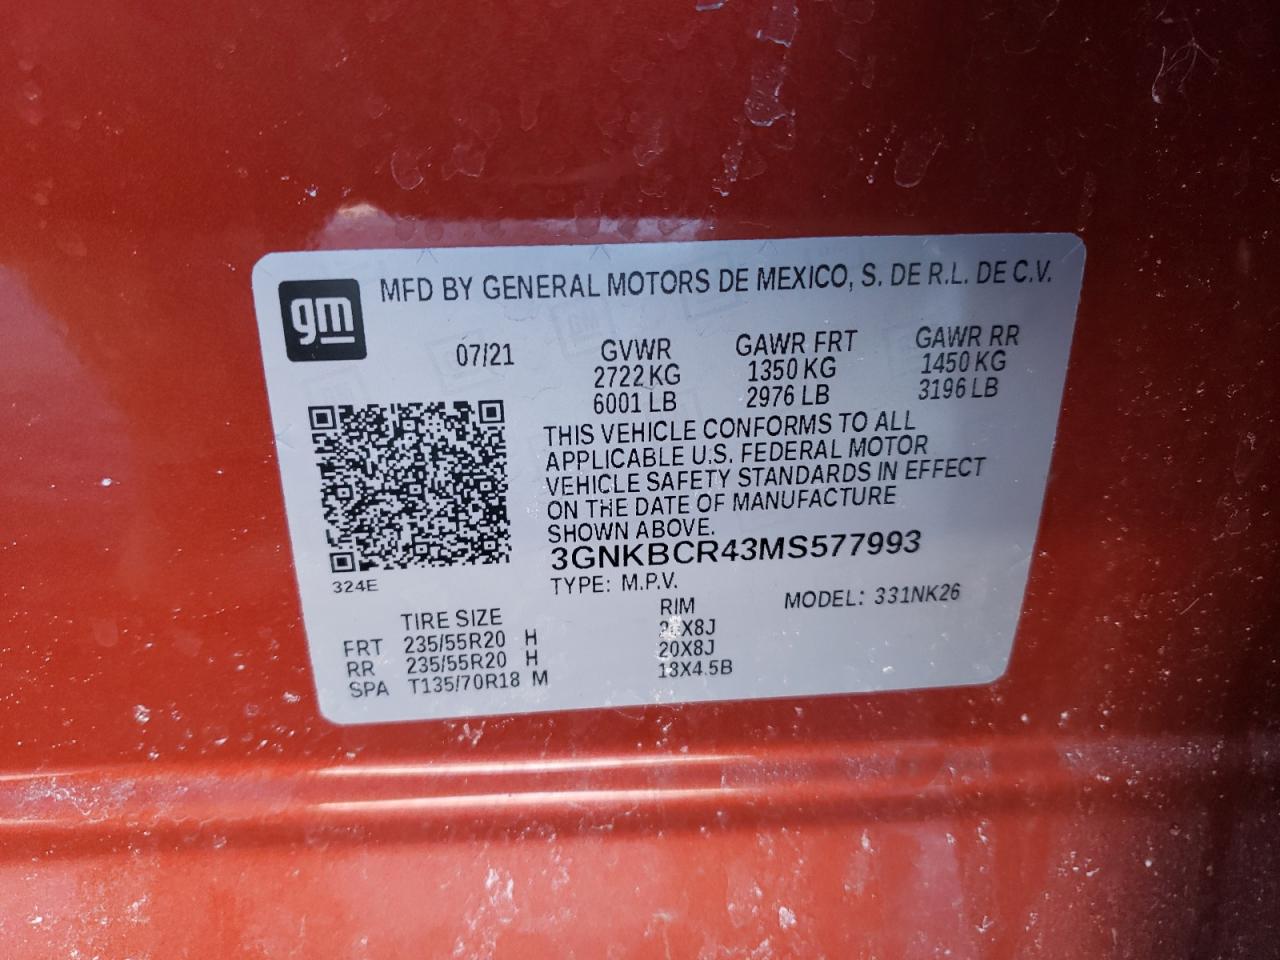 gm
MFD BY GENERAL MOTORS DE MEXICO, S. DE R.L. DE C.V.
07/21 GVWR GAWR FRT GAWR RR
2722 KG 1350 KG 1450 KG
6001 LB 2976 LB 3196 LB
THIS VEHICLE CONFORMS TO ALL
APPLICABLE U.S. FEDERAL MOTOR
VEHICLE SAFETY STANDARDS IN EFFECT
ON THE DATE OF MANUFACTURE
SHOWN ABOVE.
3GNKBCR43MS577993
324E TYPE: M.P.V. MODEL: 331NK26
TIRE SIZE RIM
FRT 235/55R20 H 20X8J
RR 235/55R20 H 20X8J
SPA T135/70R18 M 18X4.5B